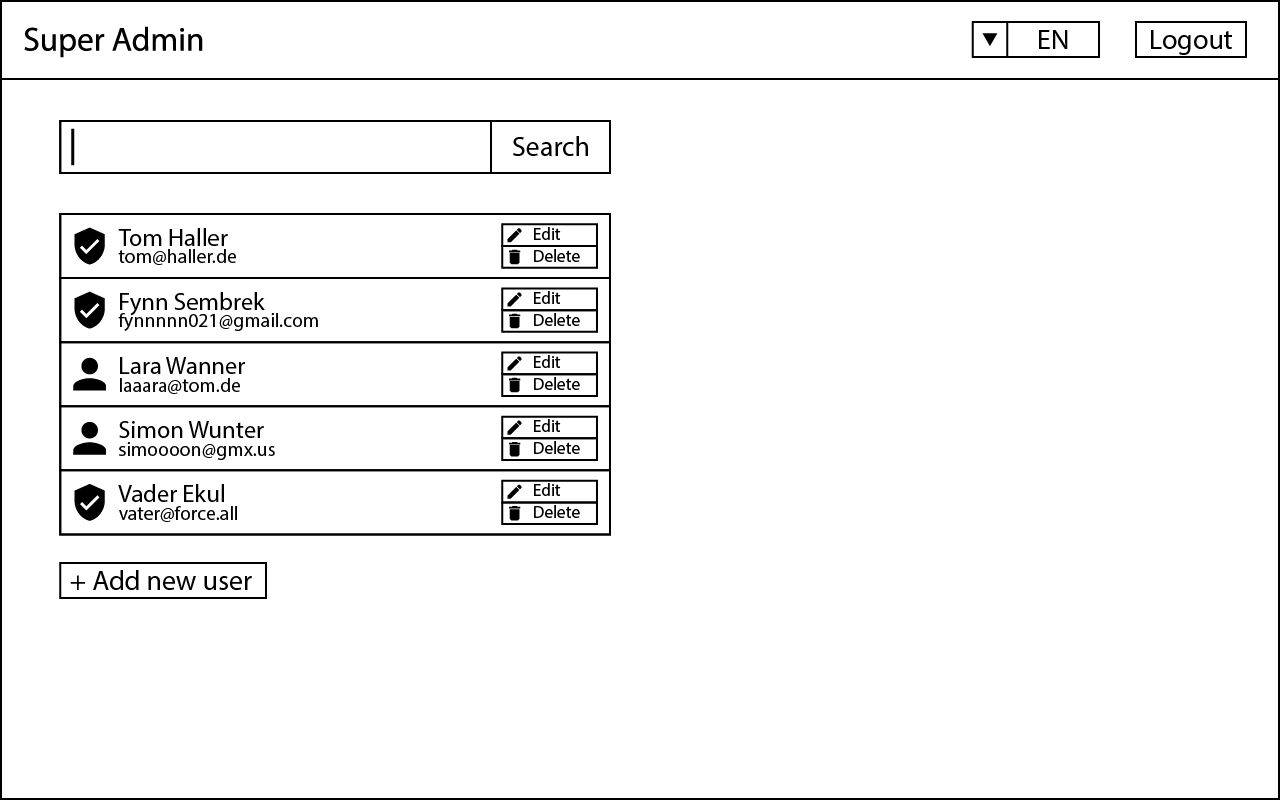 Super Admin
EN
Logout
Search
Tom Haller
tom@haller.de
Edit
Delete
Fynn Sembrek
fynnnnn021@gmail.com
Edit
Delete
Lara Wanner
laaara@tom.de
Edit
Delete
Simon Wunter
simoooon@gmx.us
Edit
Delete
Vader Ekul
vater@force.all
Edit
Delete
+ Add new user